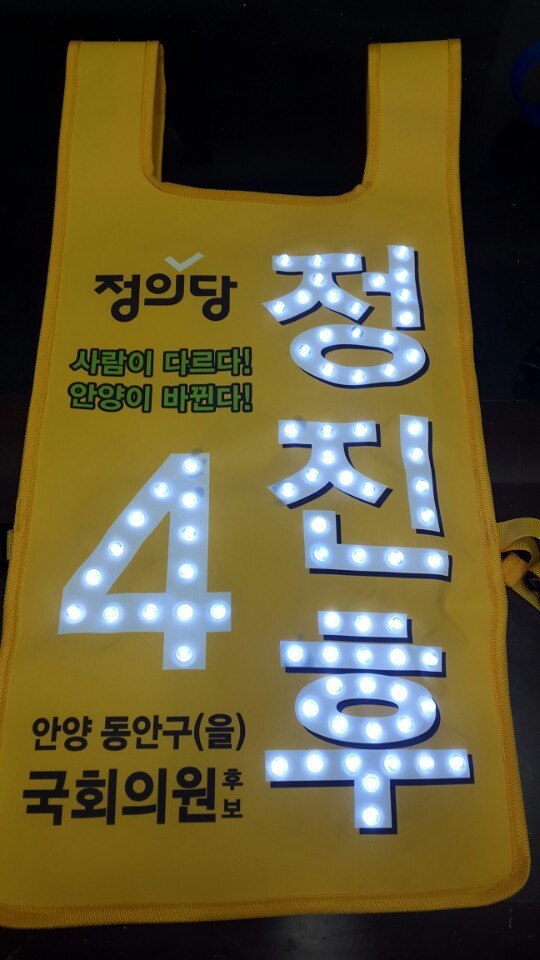 정의당
사람이 다르다!
안양이 바뀐다!
4
안양 동안구(을)
국회의원후보
정진후